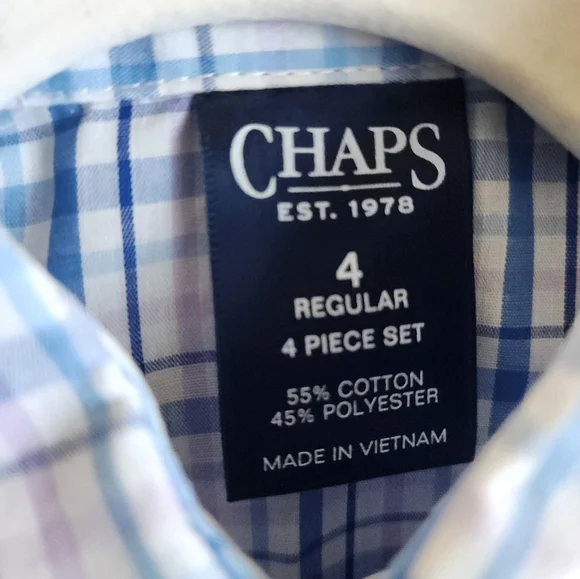 CHAPS
EST. 1978
4
REGULAR
4 PIECE SET
55% COTTON
45% POLYESTER
MADE IN VIETNAM